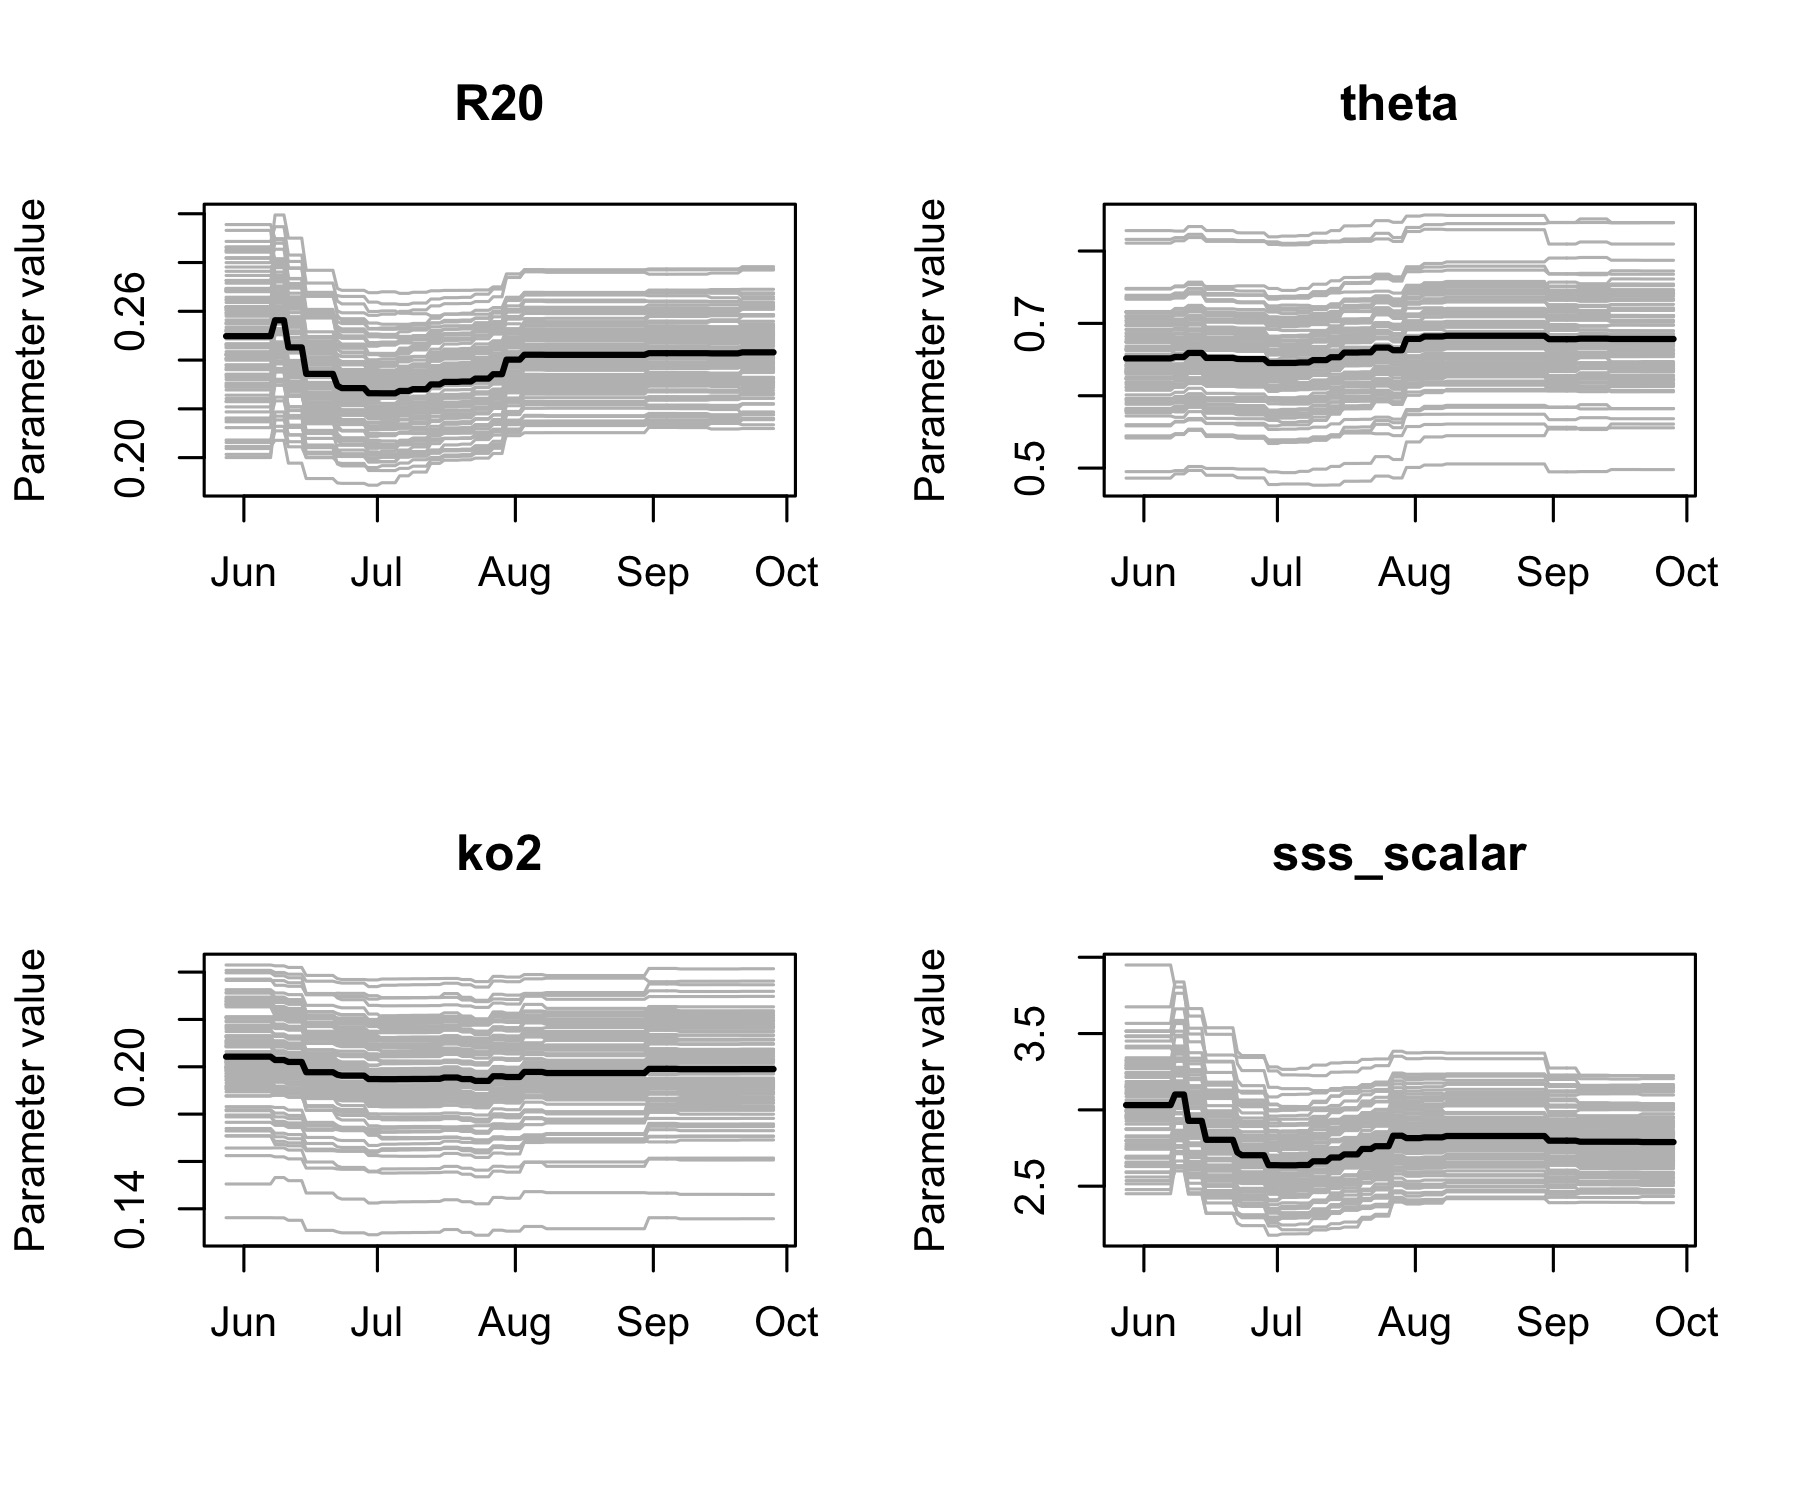 R20
Parameter value
0.26
0.20
Jun Jul Aug Sep Oct
theta
Parameter value
0.7
0.5
Jun Jul Aug Sep Oct
ko2
Parameter value
0.20
0.14
Jun Jul Aug Sep Oct
sss_scalar
Parameter value
3.5
2.5
Jun Jul Aug Sep Oct